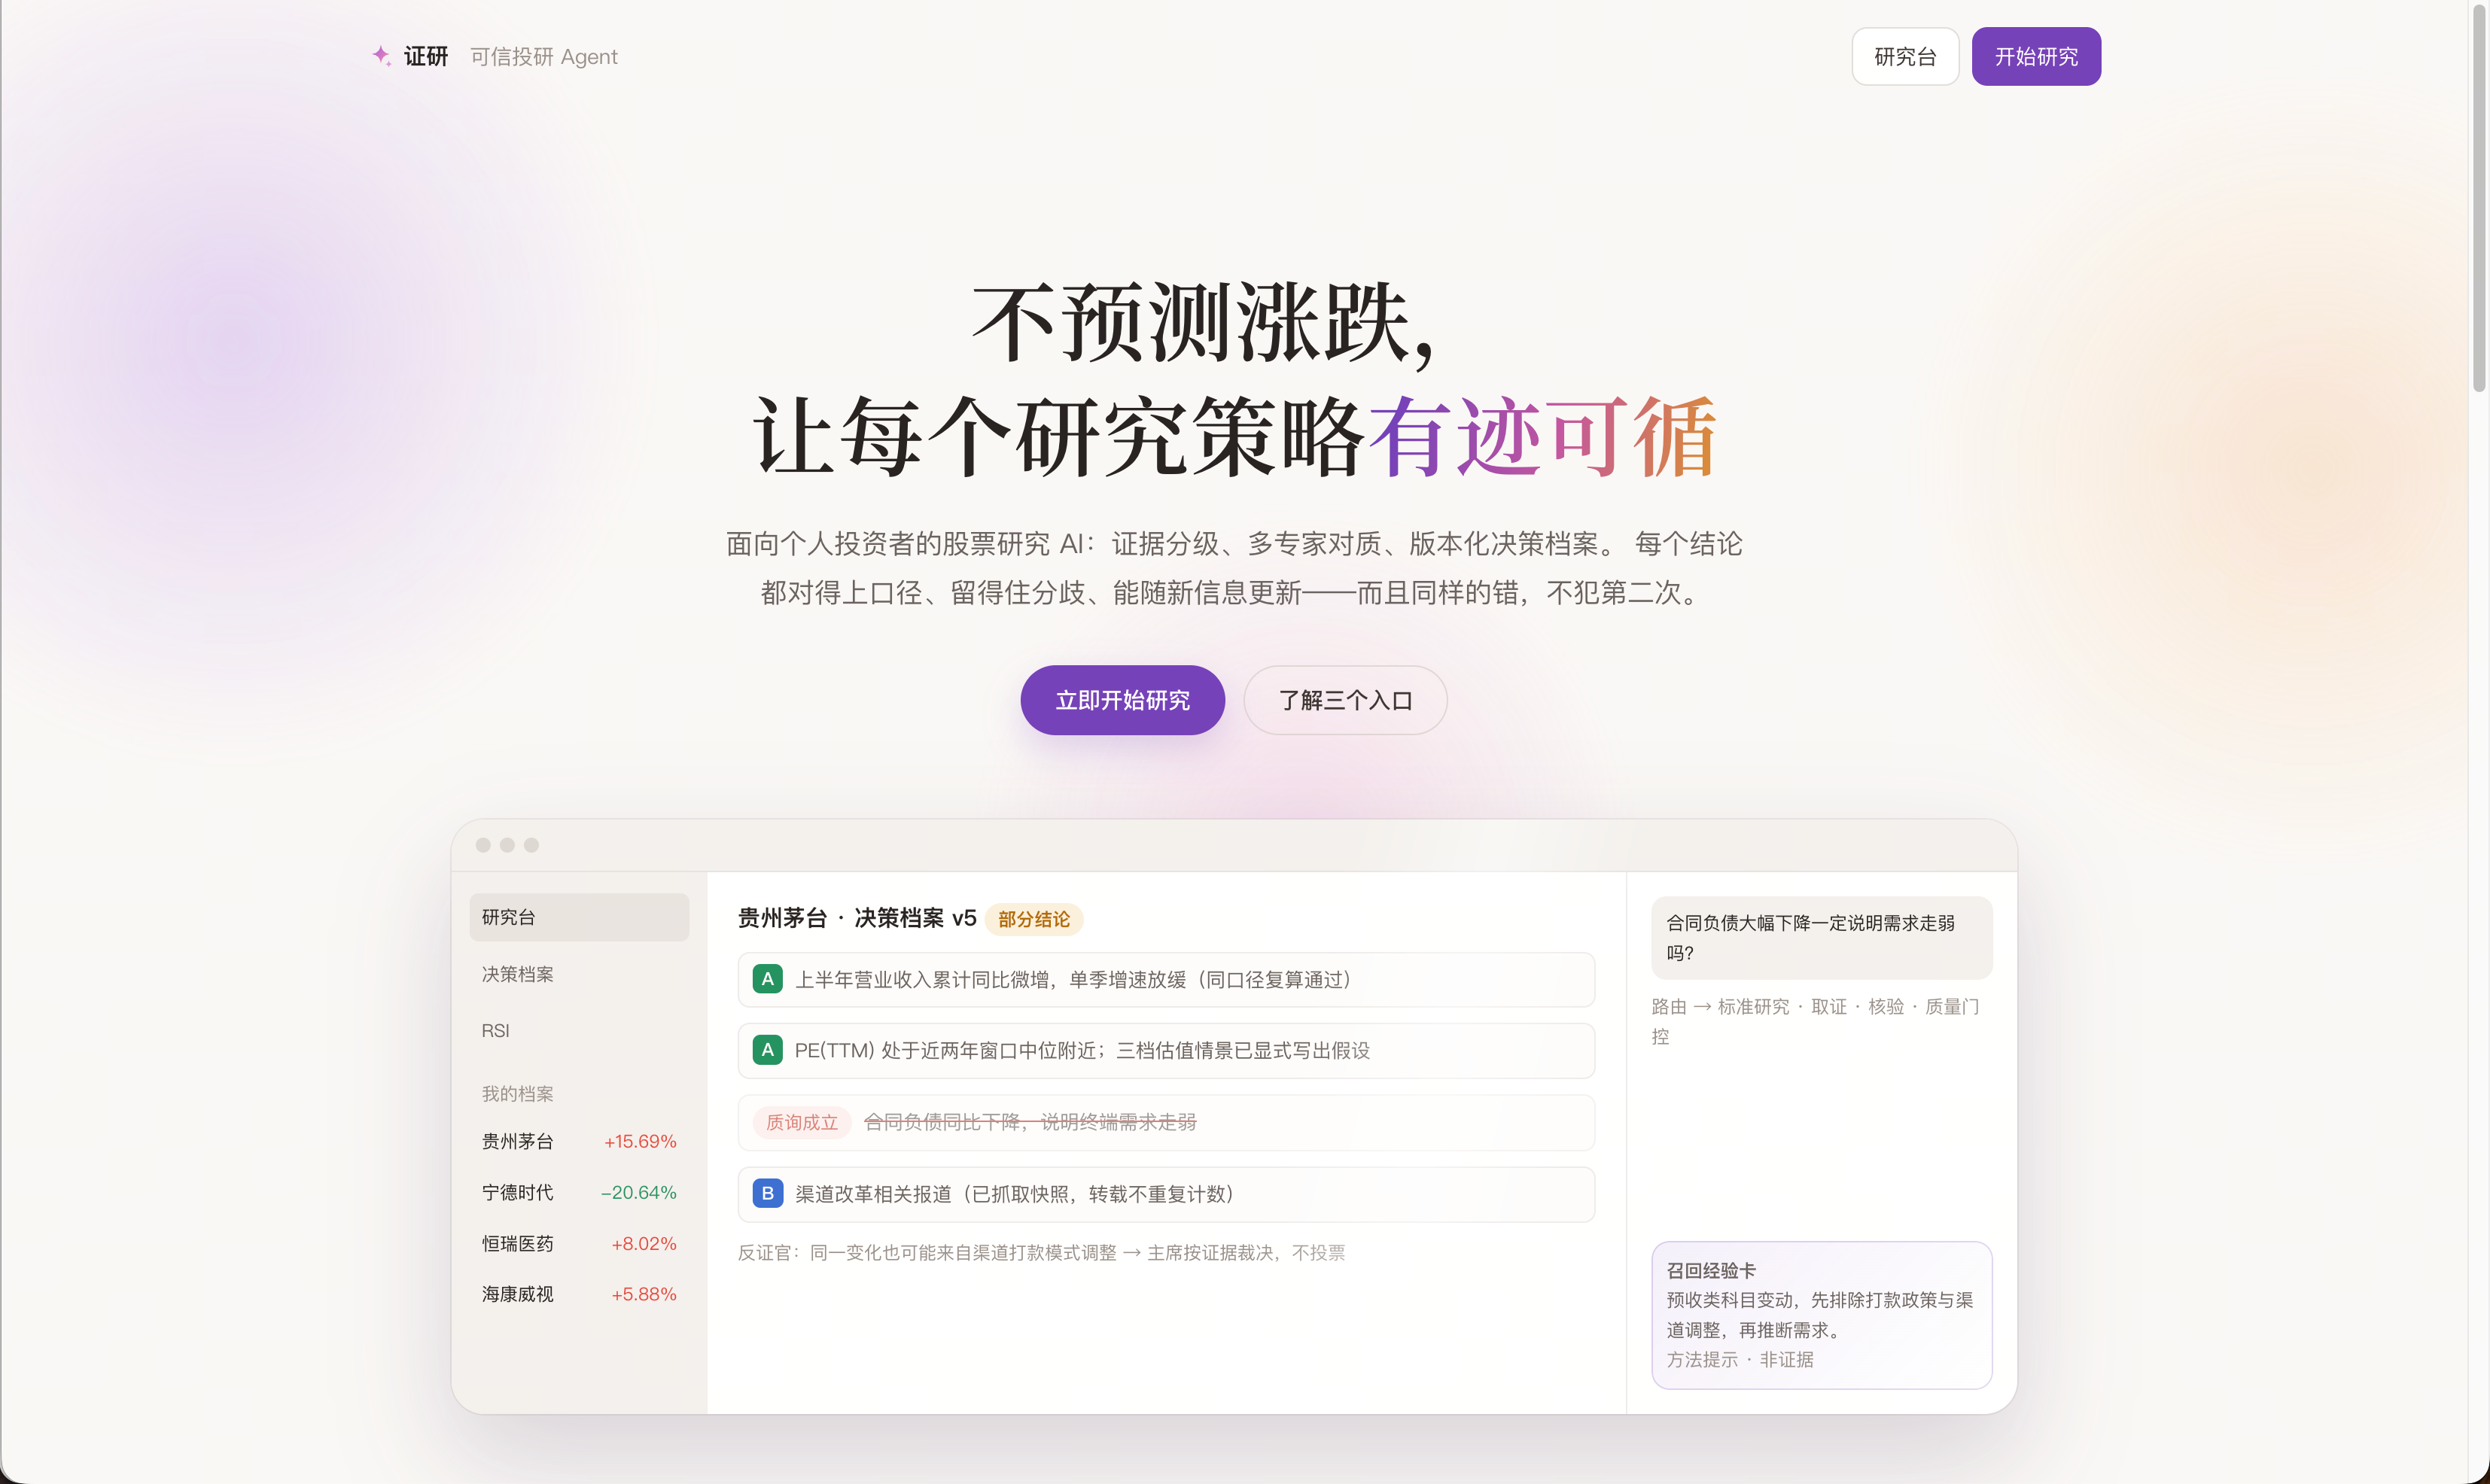 证研 可信投研 Agent
研究台 开始研究
不预测涨跌，
让每个研究策略有迹可循
面向个人投资者的股票研究 AI：证据分级、多专家对质、版本化决策档案。 每个结论
都对得上口径、留得住分歧、能随新信息更新——而且同样的错，不犯第二次。
立即开始研究 了解三个入口
研究台
决策档案
RSI
我的档案
贵州茅台 +15.69%
宁德时代 −20.64%
恒瑞医药 +8.02%
海康威视 +5.88%
贵州茅台 · 决策档案 v5 部分结论
A 上半年营业收入累计同比微增，单季增速放缓（同口径复算通过）
A PE(TTM) 处于近两年窗口中位附近；三档估值情景已显式写出假设
质询成立 合同负债同比下降，说明终端需求走弱
B 渠道改革相关报道（已抓取快照，转载不重复计数）
反证官：同一变化也可能来自渠道打款模式调整 → 主席按证据裁决，不投票
合同负债大幅下降一定说明需求走弱
吗？
路由 → 标准研究 · 取证 · 核验 · 质量门
控
召回经验卡
预收类科目变动，先排除打款政策与渠
道调整，再推断需求。
方法提示 · 非证据